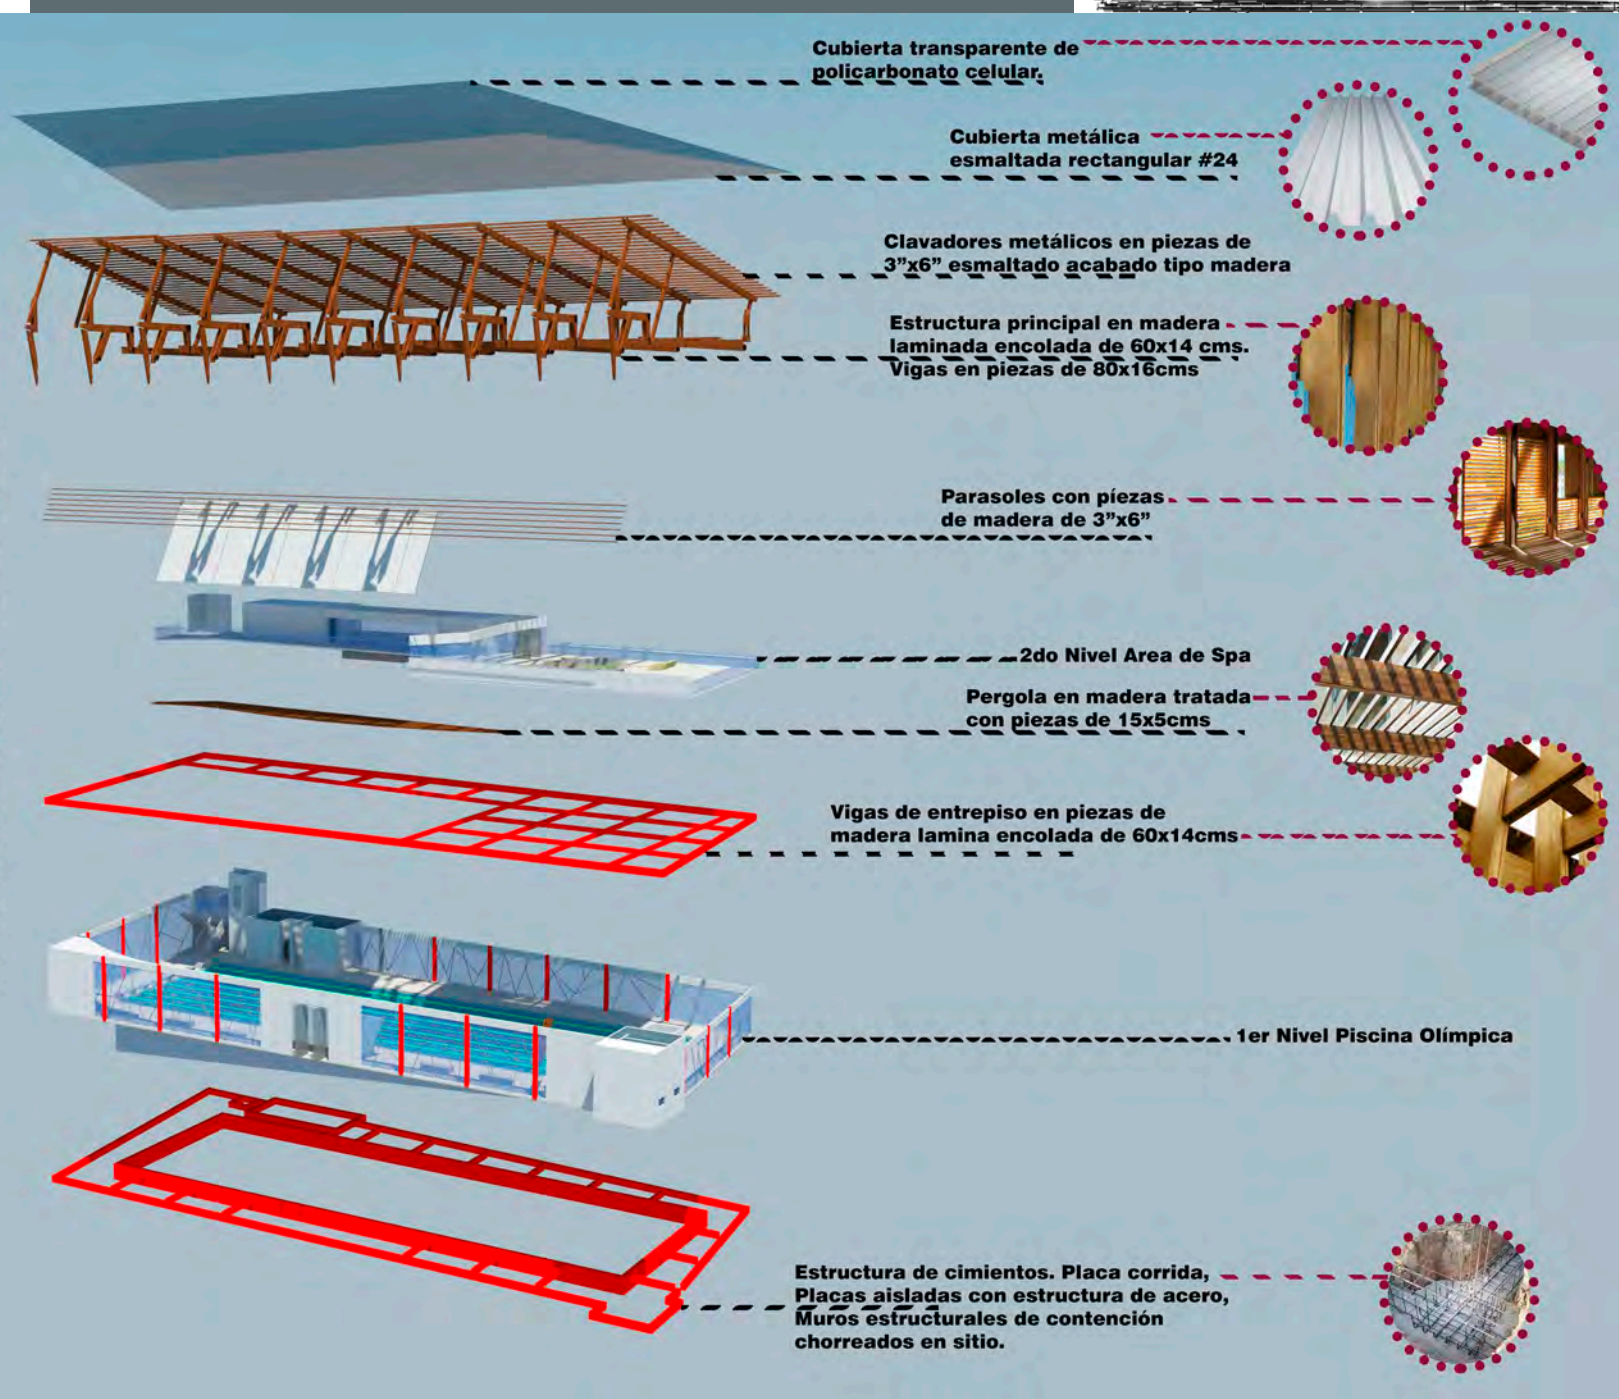 Cubierta transparente de
policarbonato celular.
Cubierta metálica
esmaltada rectangular #24
Clavadores metálicos en piezas de
3”x6” esmaltado acabado tipo madera
Estructura principal en madera
laminada encolada de 60x14 cms.
Vigas en piezas de 80x16cms
Parasoles con píezas
de madera de 3”x6”
2do Nivel Area de Spa
Pergola en madera tratada
con piezas de 15x5cms
Vigas de entrepiso en piezas de
madera lamina encolada de 60x14cms
1er Nivel Piscina Olímpica
Estructura de cimientos. Placa corrida,
Placas aisladas con estructura de acero,
Muros estructurales de contención
chorreados en sitio.